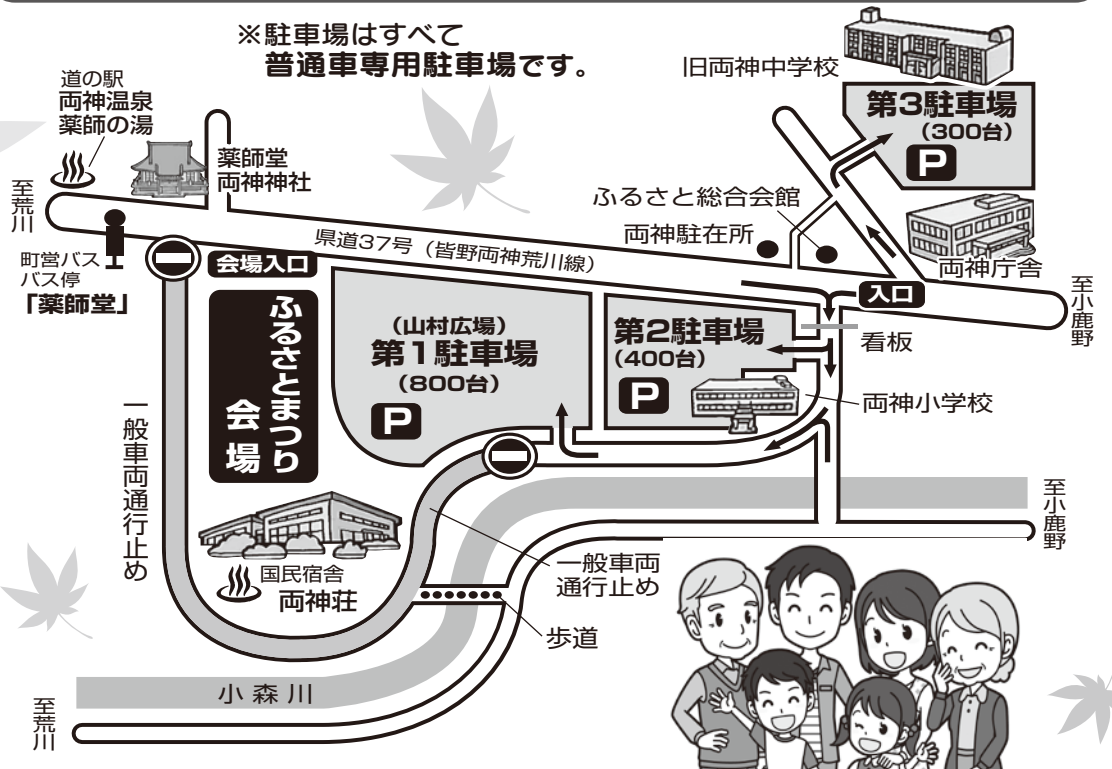 ※駐車場はすべて
普通車専用駐車場です。
道の駅
両神温泉
薬師の湯
薬師堂
両神神社
至荒川
町営バス
バス停
「薬師堂」
会場入口
県道37号（皆野両神荒川線）
旧両神中学校
第3駐車場
（300台）
P
ふるさと総合会館
両神駐在所
両神庁舎
入口
至小鹿野
看板
ふるさとまつり
会場
（山村広場）
第1駐車場
（800台）
P
第2駐車場
（400台）
P
両神小学校
一般車両通行止め
国民宿舎
両神荘
一般車両
通行止め
歩道
至小鹿野
小森川
至荒川